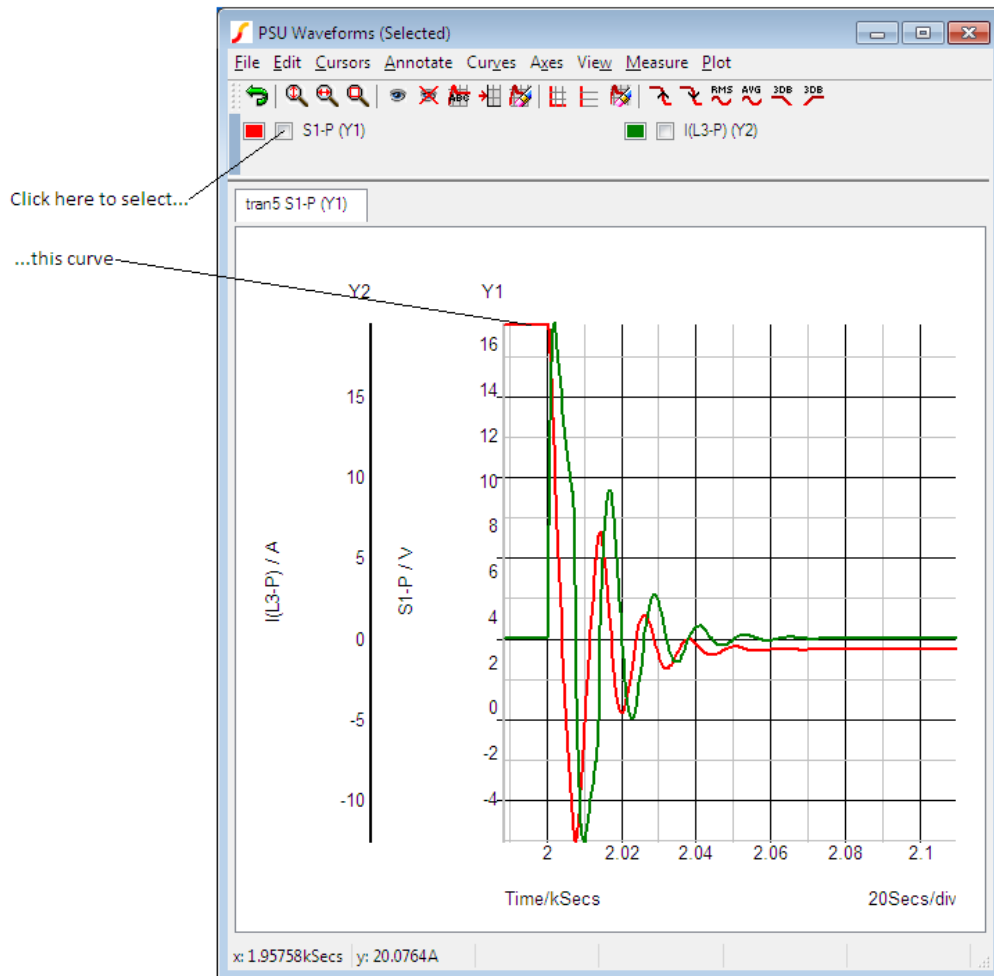 PSU Waveforms (Selected)
File Edit Cursors Annotate Curves Axes View Measure Plot
ABC RMS AVG 3DB 3DB
S1-P (Y1)
I(L3-P) (Y2)
Click here to select...
tran5 S1-P (Y1)
...this curve
Y2
Y1
I(L3-P) / A
15
10
5
0
-5
-10
S1-P / V
16
14
12
10
8
6
4
2
0
-2
-4
2 2.02 2.04 2.06 2.08 2.1
Time/kSecs
20Secs/div
x: 1.95758kSecs y: 20.0764A